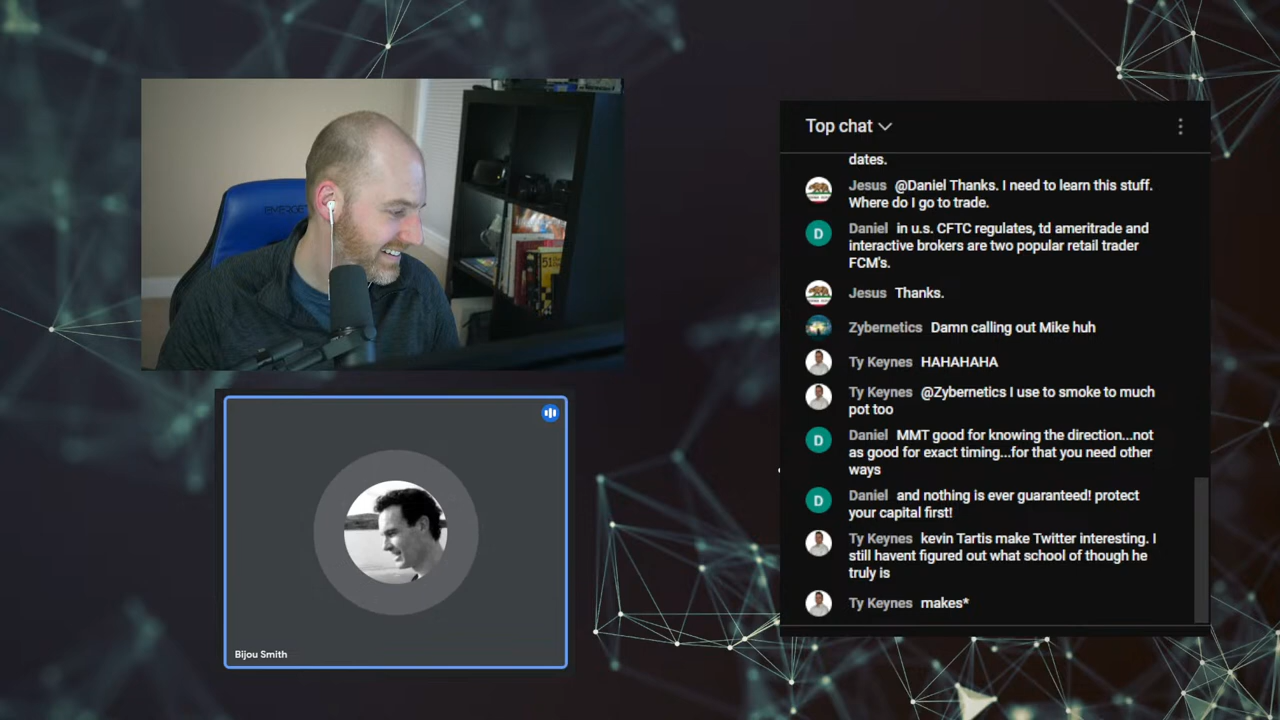 EMERGE
51
Bijou Smith
Top chat
dates.
Jesus @Daniel Thanks. I need to learn this stuff.
Where do I go to trade.
D
Daniel in u.s. CFTC regulates, td ameritrade and
interactive brokers are two popular retail trader
FCM's.
Jesus Thanks.
Zybernetics Damn calling out Mike huh
Ty Keynes HAHAHAHA
Ty Keynes @Zybernetics I use to smoke to much
pot too
D
Daniel MMT good for knowing the direction...not
as good for exact timing...for that you need other
ways
D
Daniel and nothing is ever guaranteed! protect
your capital first!
Ty Keynes kevin Tartis make Twitter interesting. I
still havent figured out what school of though he
truly is
Ty Keynes makes*